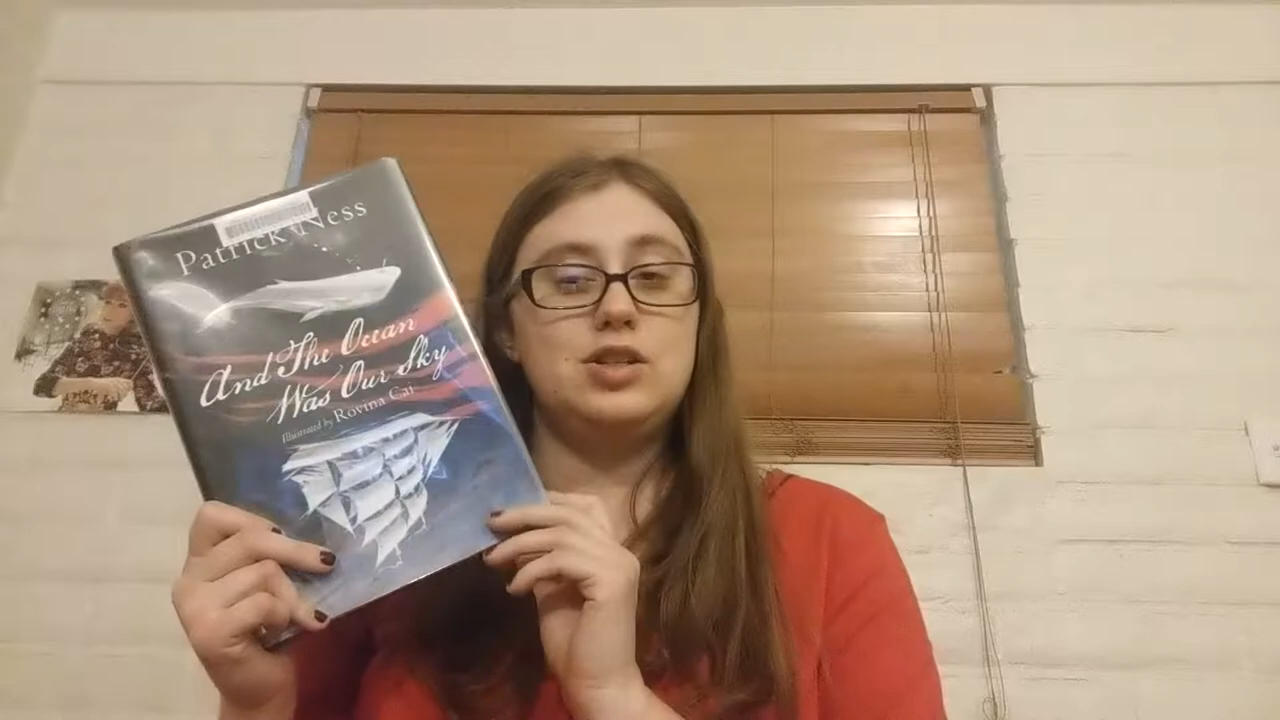 Patrick Ness
And The Ocean
Was Our Sky
Illustrated by Rovina Cai